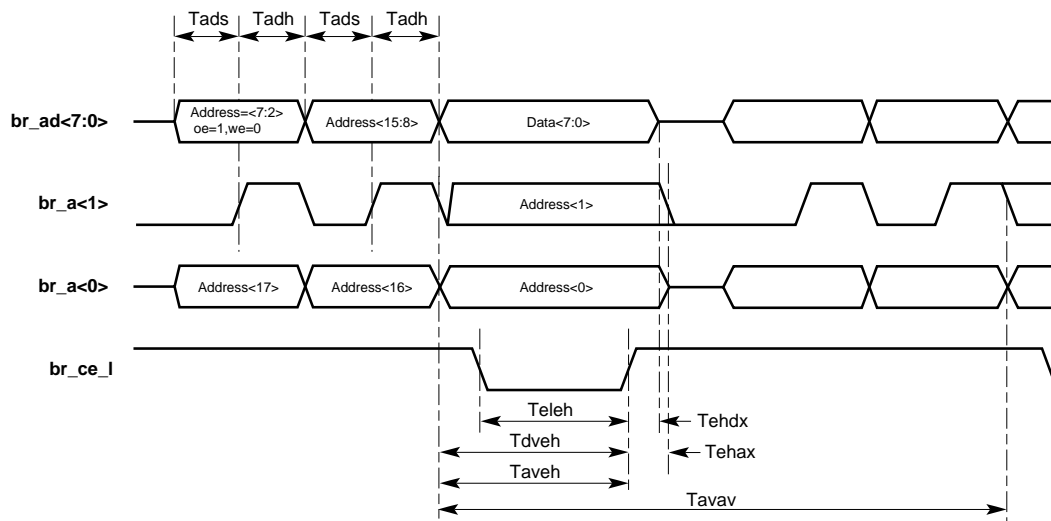 Tads Tadh Tads Tadh
br_ad<7:0>
Address=<7:2>
oe=1,we=0
Address<15:8>
Data<7:0>
br_a<1>
Address<1>
br_a<0>
Address<17>
Address<16>
Address<0>
br_ce_l
Teleh
Tehdx
Tdveh
Tehax
Taveh
Tavav